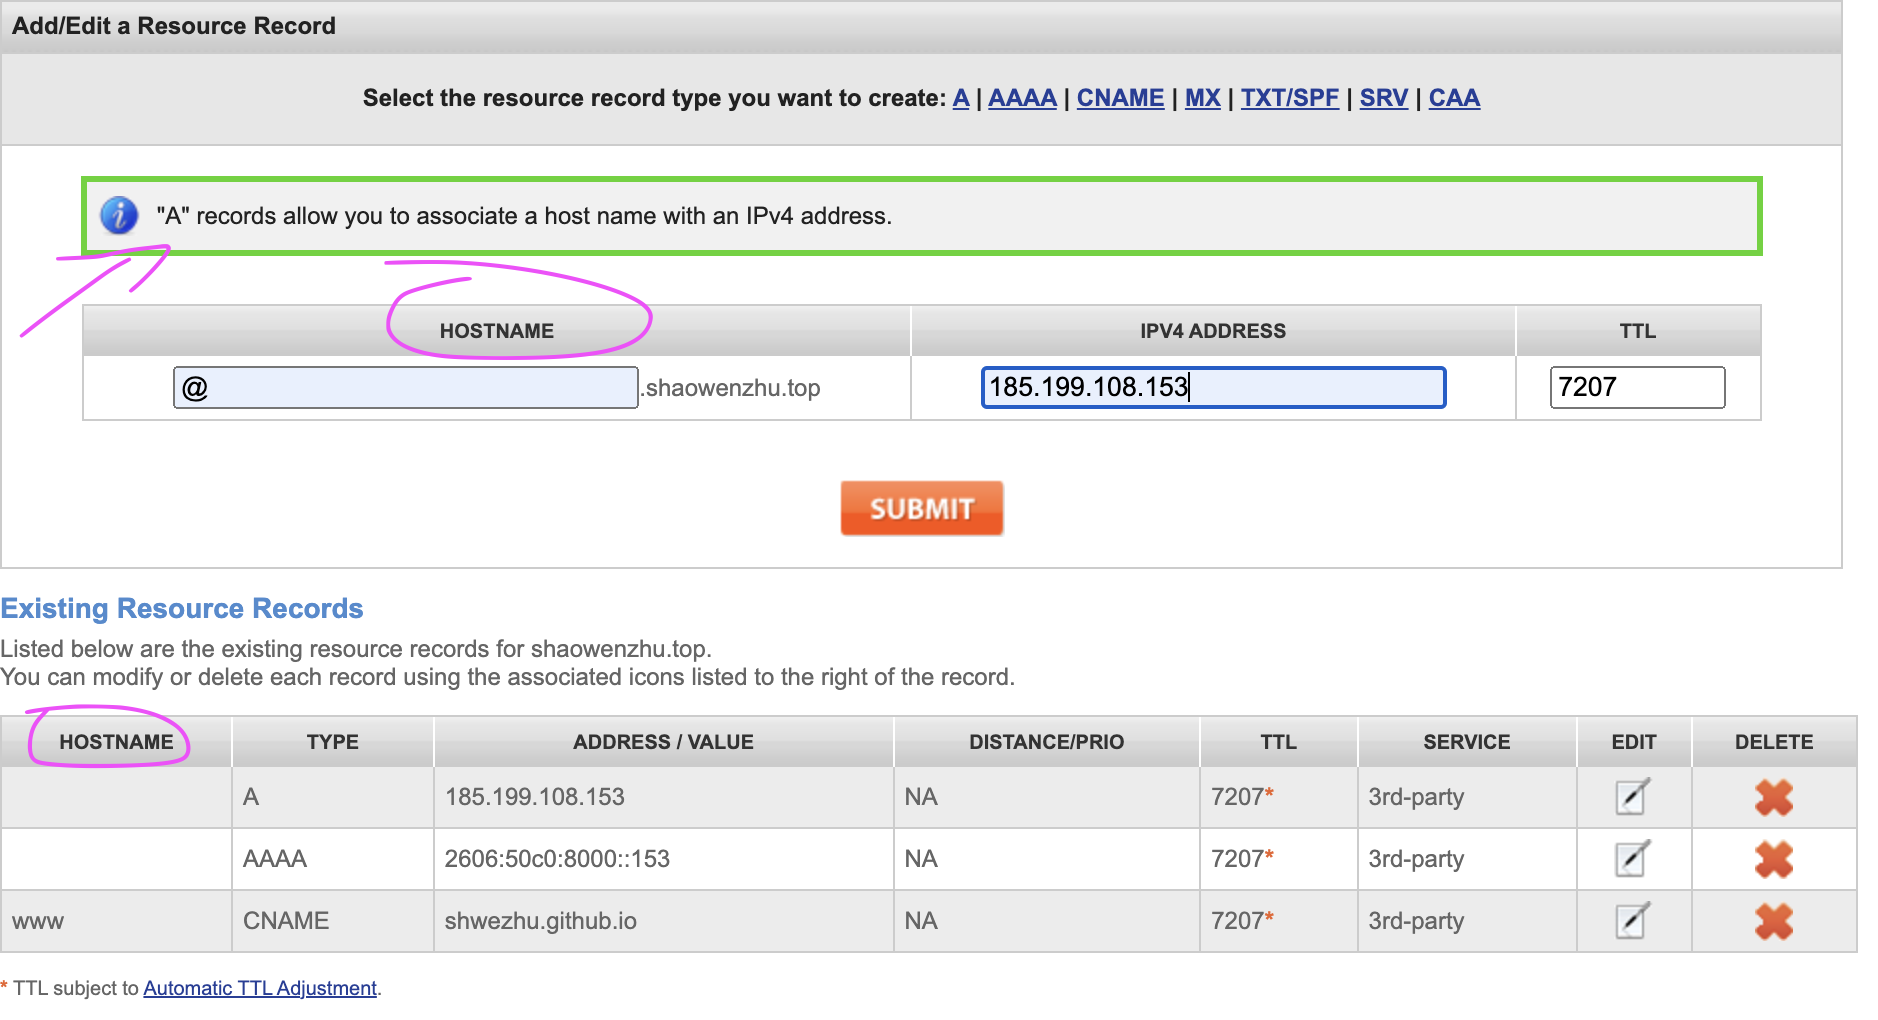 Add/Edit a Resource Record
Select the resource record type you want to create: A | AAAA | CNAME | MX | TXT/SPF | SRV | CAA
"A" records allow you to associate a host name with an IPv4 address.
HOSTNAME IPV4 ADDRESS TTL
@ .shaowenzhu.top 185.199.108.153 7207
SUBMIT
Existing Resource Records
Listed below are the existing resource records for shaowenzhu.top.
You can modify or delete each record using the associated icons listed to the right of the record.
HOSTNAME TYPE ADDRESS / VALUE DISTANCE/PRIO TTL SERVICE EDIT DELETE
A 185.199.108.153 NA 7207* 3rd-party
AAAA 2606:50c0:8000::153 NA 7207* 3rd-party
www CNAME shwezhu.github.io NA 7207* 3rd-party
* TTL subject to Automatic TTL Adjustment.